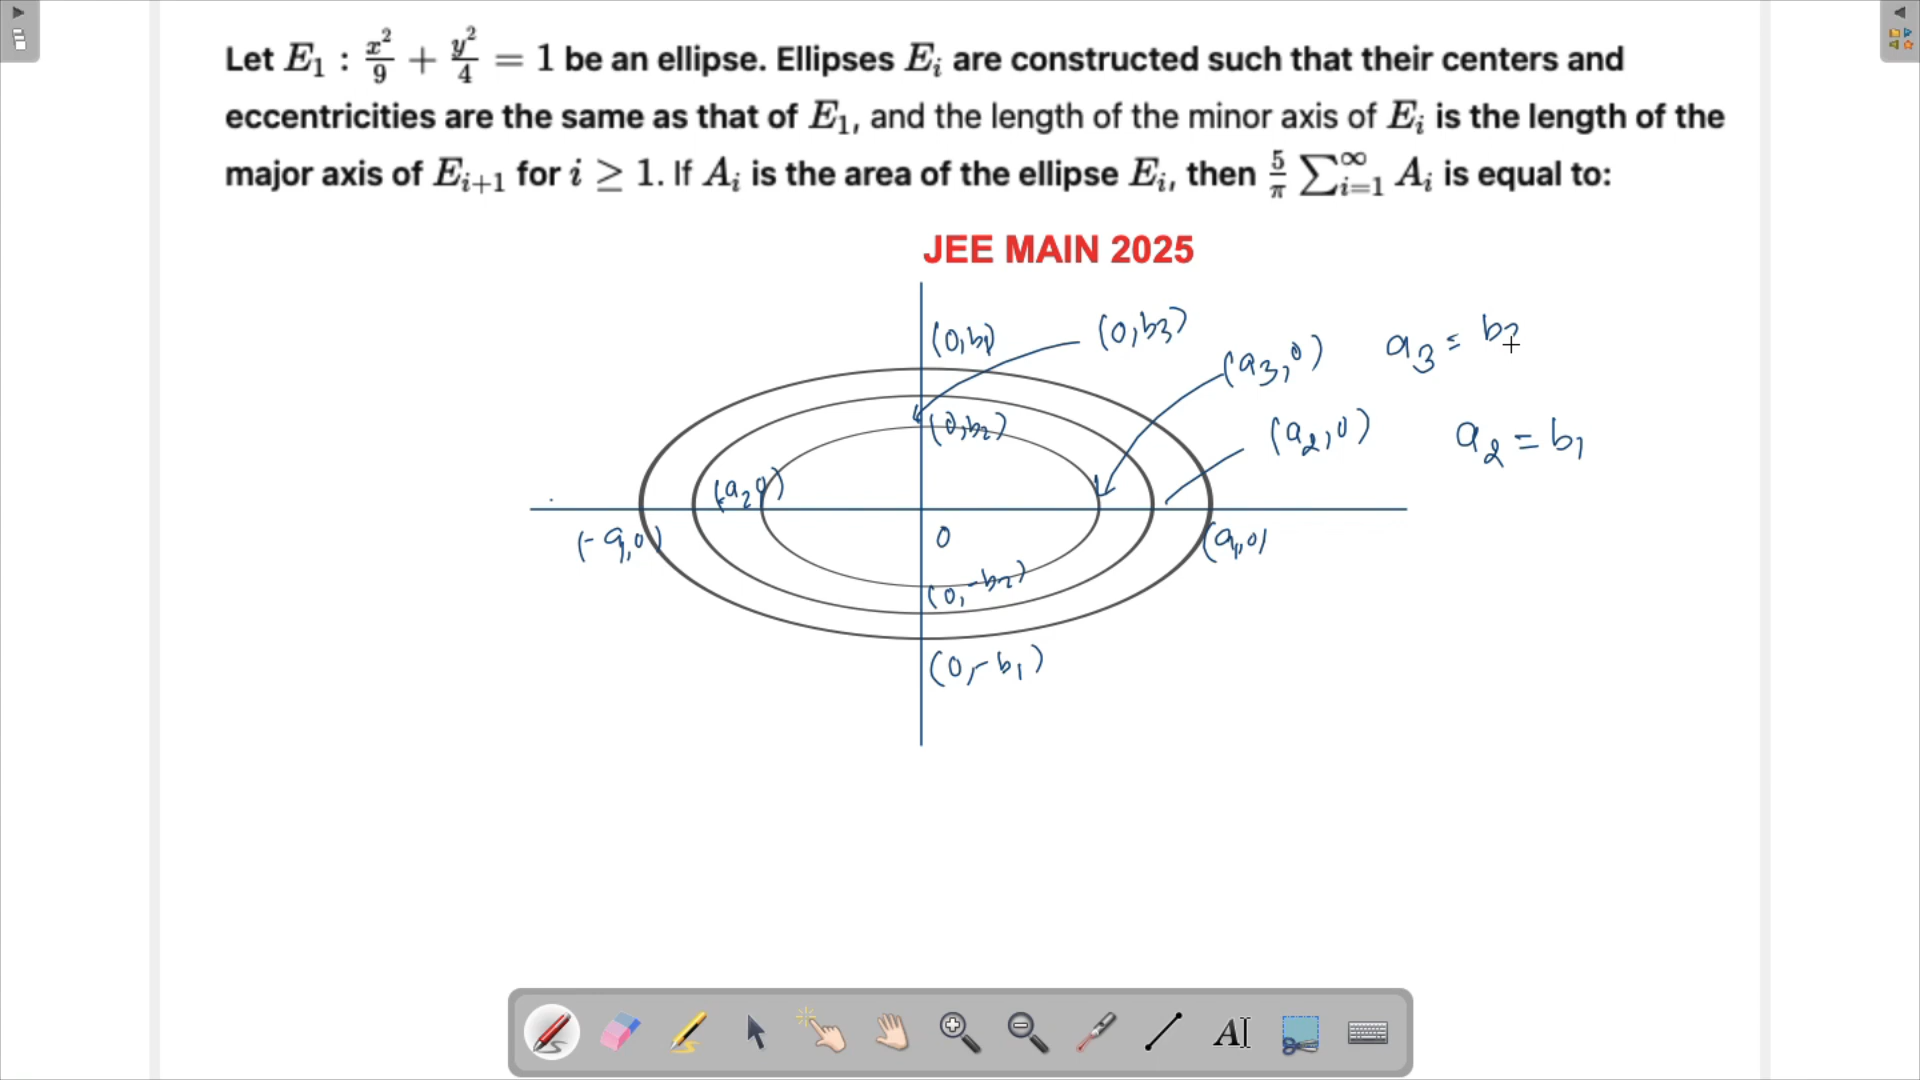 Let E₁ : x²/9 + y²/4 = 1 be an ellipse. Ellipses Eᵢ are constructed such that their centers and
eccentricities are the same as that of E₁, and the length of the minor axis of Eᵢ is the length of the
major axis of Eᵢ₊₁ for i ≥ 1. If Aᵢ is the area of the ellipse Eᵢ, then 5/π ∑_{i=1}^{∞} Aᵢ is equal to:
JEE MAIN 2025
(0,b₁)
(0,b₃)
a₃ = b₂
(a₃,0)
(0,b₂)
(a₂,0)
a₂ = b₁
(-a₂,0)
(-a₁,0)
0
(a₁,0)
(0,-b₂)
(0,-b₁)
A